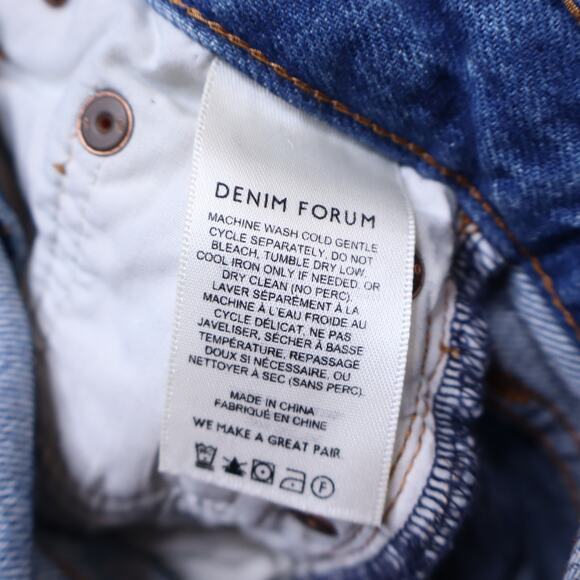 DENIM FORUM
MACHINE WASH COLD GENTLE
CYCLE SEPARATELY. DO NOT
BLEACH, TUMBLE DRY LOW.
COOL IRON ONLY IF NEEDED. OR
DRY CLEAN (NO PERC).
LAVER SÉPARÉMENT À LA
MACHINE À L'EAU FROIDE AU
CYCLE DÉLICAT. NE PAS
JAVELISER, SÉCHER À BASSE
TEMPÉRATURE, REPASSAGE
DOUX SI NÉCESSAIRE, OU
NETTOYER À SEC (SANS PERC).
MADE IN CHINA
FABRIQUÉ EN CHINE
WE MAKE A GREAT PAIR.
F